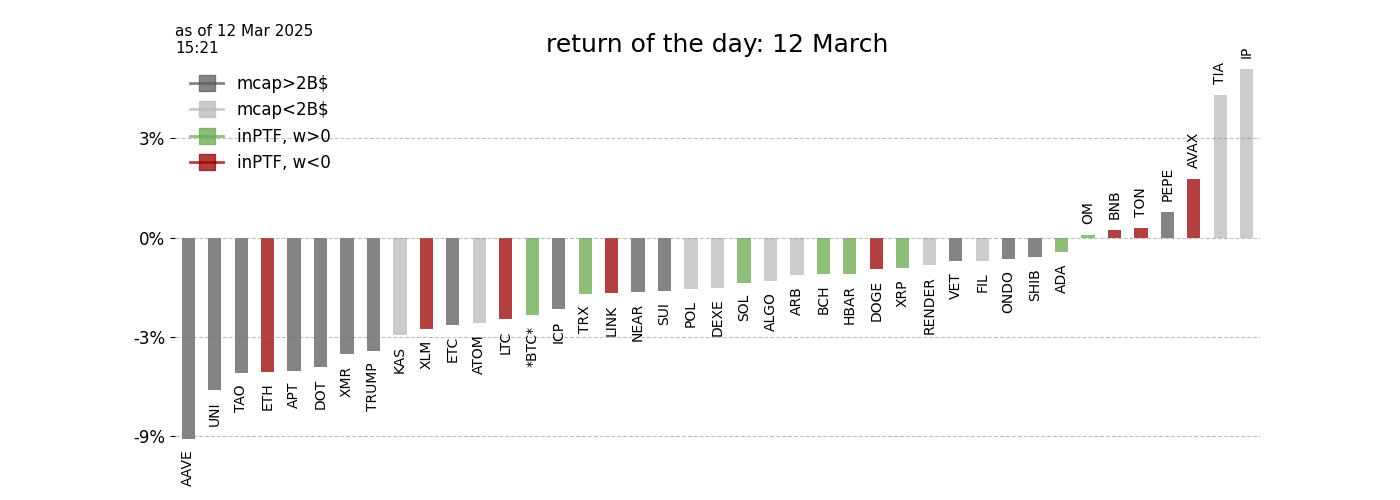 as of 12 Mar 2025
15:21
return of the day: 12 March
mcap>2B$
mcap<2B$
inPTF, w>0
inPTF, w<0
3%
0%
-3%
-9%
AAVE
UNI
TAO
ETH
APT
DOT
XMR
TRUMP
KAS
XLM
ETC
ATOM
LTC
*BTC*
ICP
TRX
LINK
NEAR
SUI
POL
DEXE
SOL
ALGO
ARB
BCH
HBAR
DOGE
XRP
RENDER
VET
FIL
ONDO
SHIB
ADA
OM
BNB
TON
PEPE
AVAX
TIA
IP